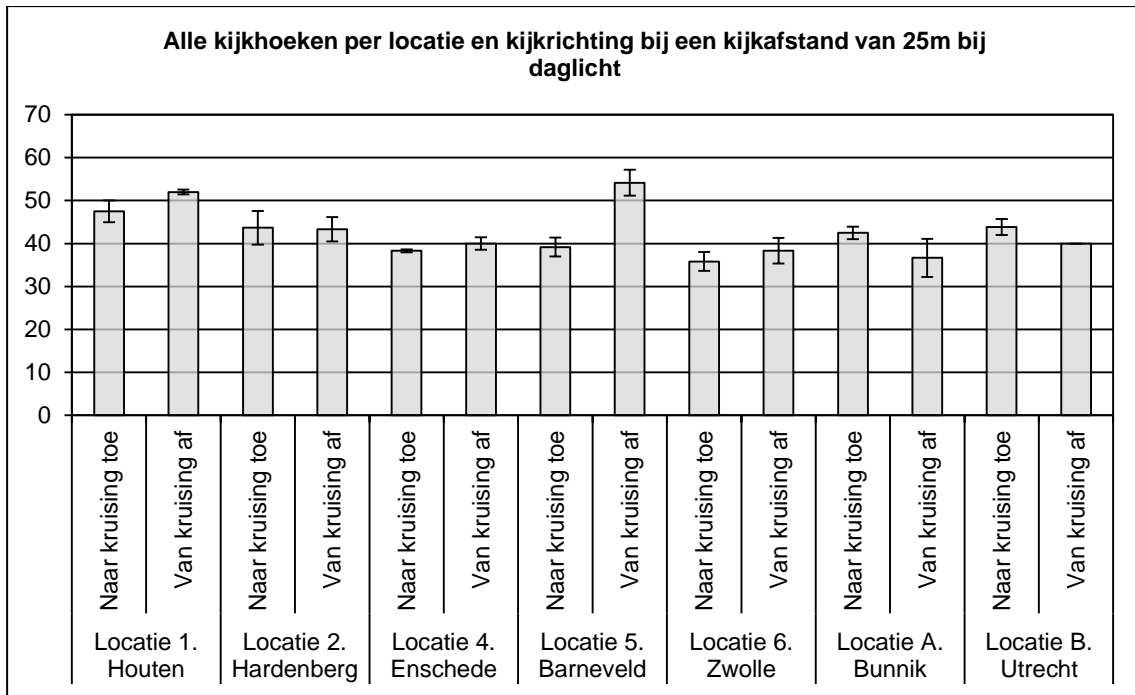 Alle kijkhoeken per locatie en kijkrichting bij een kijkafstand van 25m bij
daglicht
70
60
50
40
30
20
10
0
Naar kruising toe
Van kruising af
Naar kruising toe
Van kruising af
Naar kruising toe
Van kruising af
Naar kruising toe
Van kruising af
Naar kruising toe
Van kruising af
Naar kruising toe
Van kruising af
Naar kruising toe
Van kruising af
Locatie 1.
Houten
Locatie 2.
Hardenberg
Locatie 4.
Enschede
Locatie 5.
Barneveld
Locatie 6.
Zwolle
Locatie A.
Bunnik
Locatie B.
Utrecht